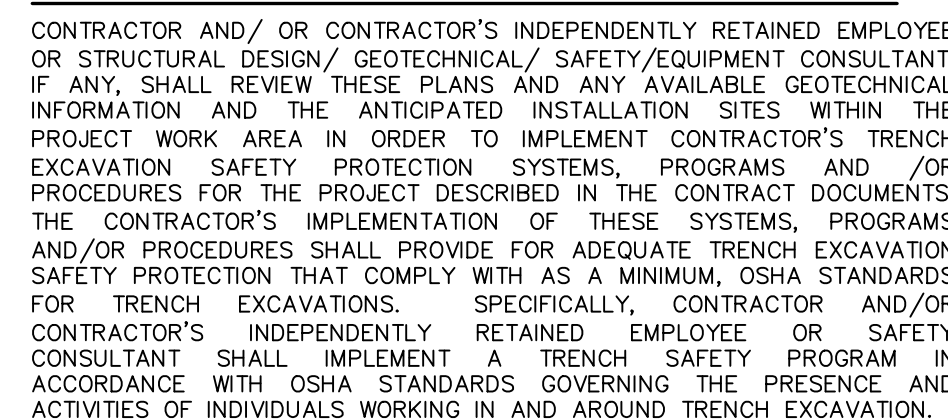 CONTRACTOR AND/ OR CONTRACTOR'S INDEPENDENTLY RETAINED EMPLOYEE
OR STRUCTURAL DESIGN/ GEOTECHNICAL/ SAFETY/EQUIPMENT CONSULTANT
IF ANY, SHALL REVIEW THESE PLANS AND ANY AVAILABLE GEOTECHNICAL
INFORMATION AND THE ANTICIPATED INSTALLATION SITES WITHIN THE
PROJECT WORK AREA IN ORDER TO IMPLEMENT CONTRACTOR'S TRENCH
EXCAVATION SAFETY PROTECTION SYSTEMS, PROGRAMS AND /OR
PROCEDURES FOR THE PROJECT DESCRIBED IN THE CONTRACT DOCUMENTS.
THE CONTRACTOR'S IMPLEMENTATION OF THESE SYSTEMS, PROGRAMS
AND/OR PROCEDURES SHALL PROVIDE FOR ADEQUATE TRENCH EXCAVATION
SAFETY PROTECTION THAT COMPLY WITH AS A MINIMUM, OSHA STANDARDS
FOR TRENCH EXCAVATIONS. SPECIFICALLY, CONTRACTOR AND/OR
CONTRACTOR'S INDEPENDENTLY RETAINED EMPLOYEE OR SAFETY
CONSULTANT SHALL IMPLEMENT A TRENCH SAFETY PROGRAM IN
ACCORDANCE WITH OSHA STANDARDS GOVERNING THE PRESENCE AND
ACTIVITIES OF INDIVIDUALS WORKING IN AND AROUND TRENCH EXCAVATION.